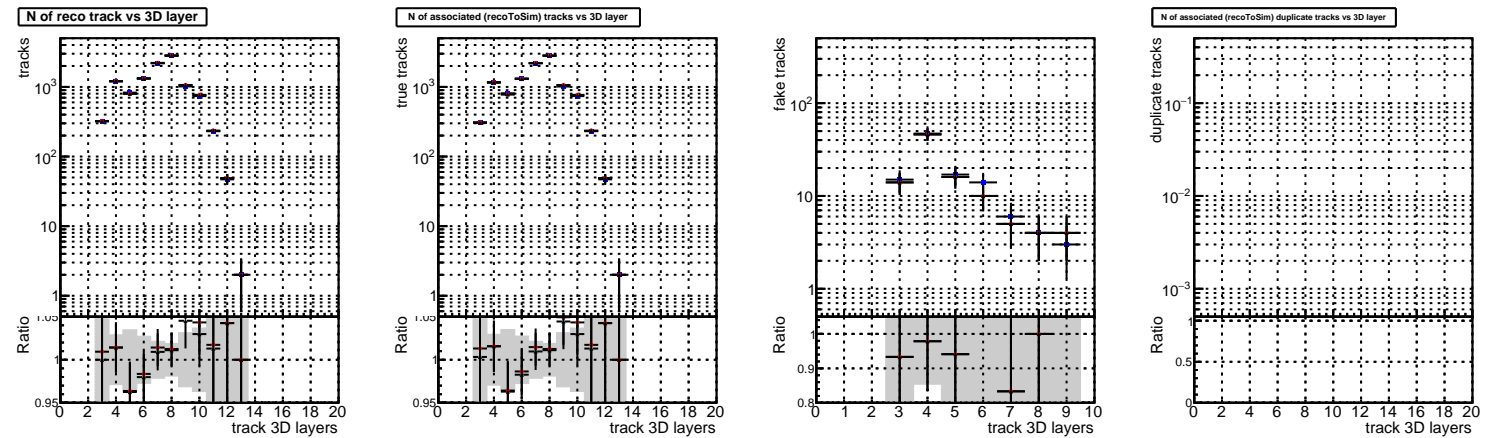 N of reco track vs 3D layer
tracks
10³
10²
10
1
1.05
Ratio
1
0.95
0 2 4 6 8 10 12 14 16 18 20
track 3D layers
N of associated (recoToSim) tracks vs 3D layer
true tracks
10³
10²
10
1
1.05
Ratio
1
0.95
0 2 4 6 8 10 12 14 16 18 20
track 3D layers
fake tracks
10²
10
1
Ratio
1
0.9
0.8
0 1 2 3 4 5 6 7 8 9 10
track 3D layers
N of associated (recoToSim) duplicate tracks vs 3D layer
duplicate tracks
10⁻¹
10⁻²
10⁻³
Ratio
1
0.5
0
0 2 4 6 8 10 12 14 16 18 20
track 3D layers